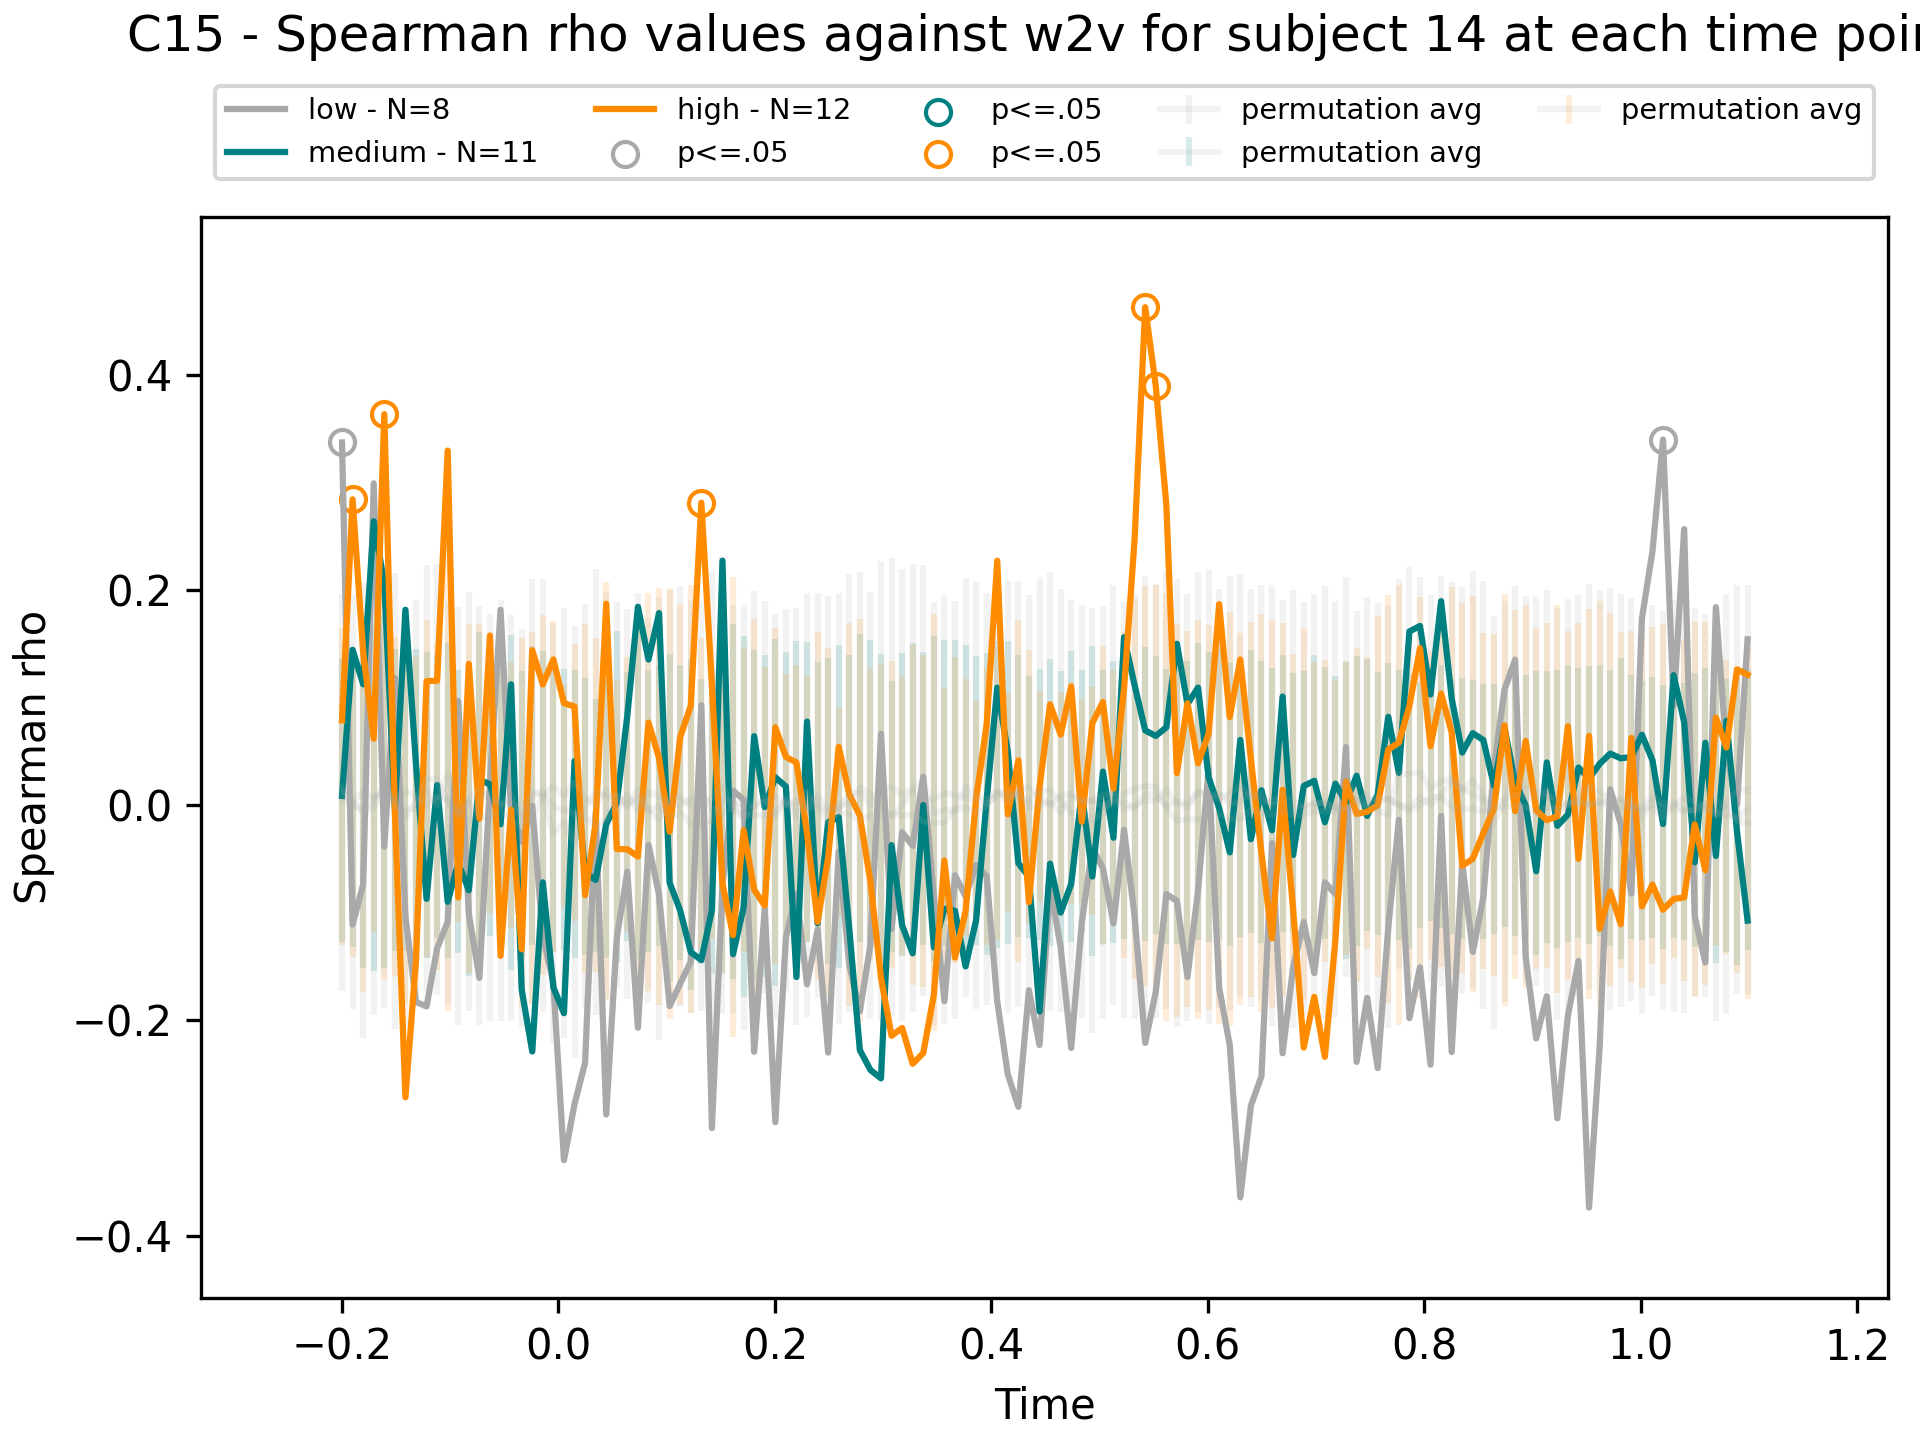 C15 - Spearman rho values against w2v for subject 14 at each time poi
low - N=8
medium - N=11
high - N=12
p<=.05
p<=.05
p<=.05
permutation avg
permutation avg
permutation avg
Spearman rho
0.4
0.2
0.0
−0.2
−0.4
−0.2 0.0 0.2 0.4 0.6 0.8 1.0 1.2
Time